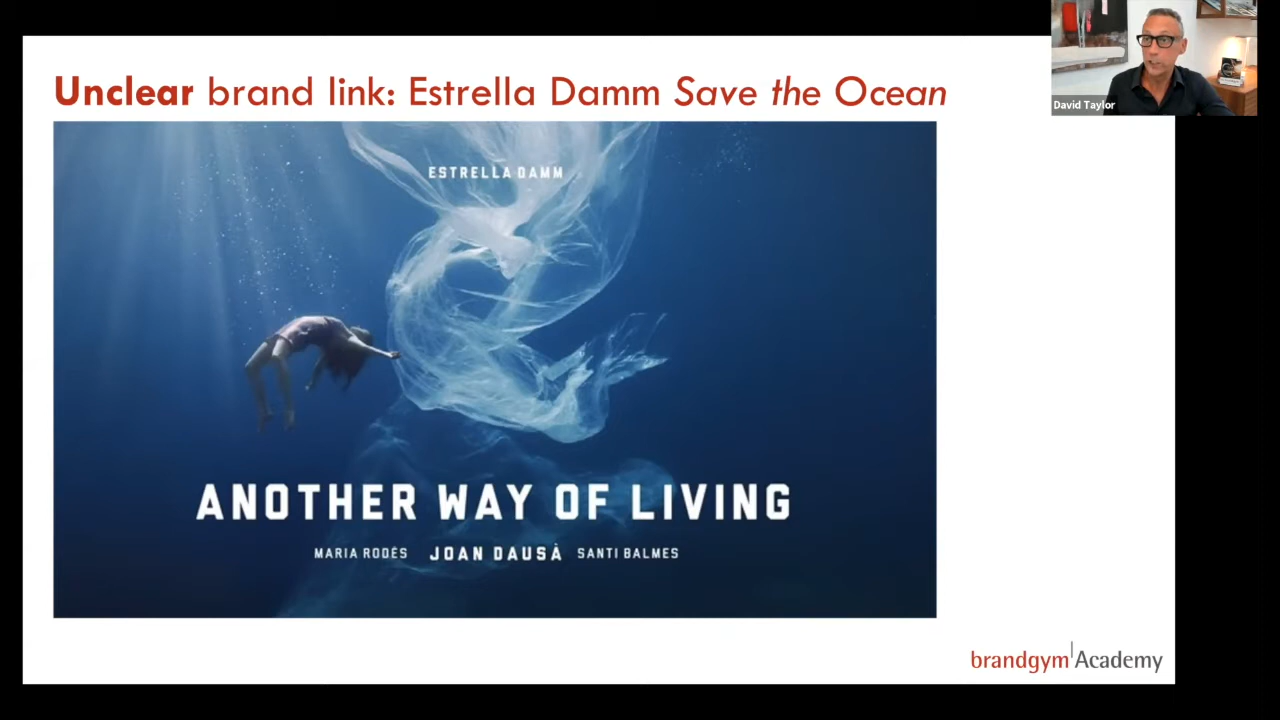 Unclear brand link: Estrella Damm Save the Ocean
David Taylor
ESTRELLA DAMM
ANOTHER WAY OF LIVING
MARIA RODÉS JOAN DAUSÀ SANTI BALMES
brandgym Academy